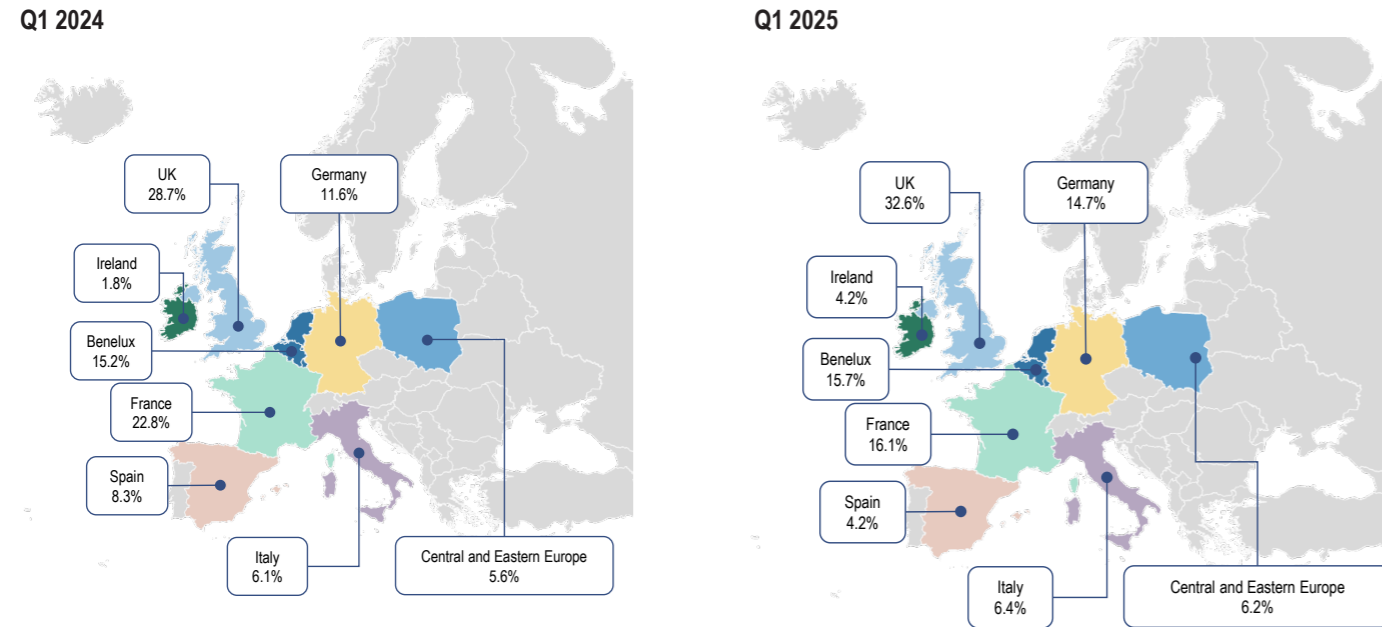 Q1 2024
UK
28.7%
Germany
11.6%
Ireland
1.8%
Benelux
15.2%
France
22.8%
Spain
8.3%
Italy
6.1%
Central and Eastern Europe
5.6%
Q1 2025
UK
32.6%
Germany
14.7%
Ireland
4.2%
Benelux
15.7%
France
16.1%
Spain
4.2%
Italy
6.4%
Central and Eastern Europe
6.2%